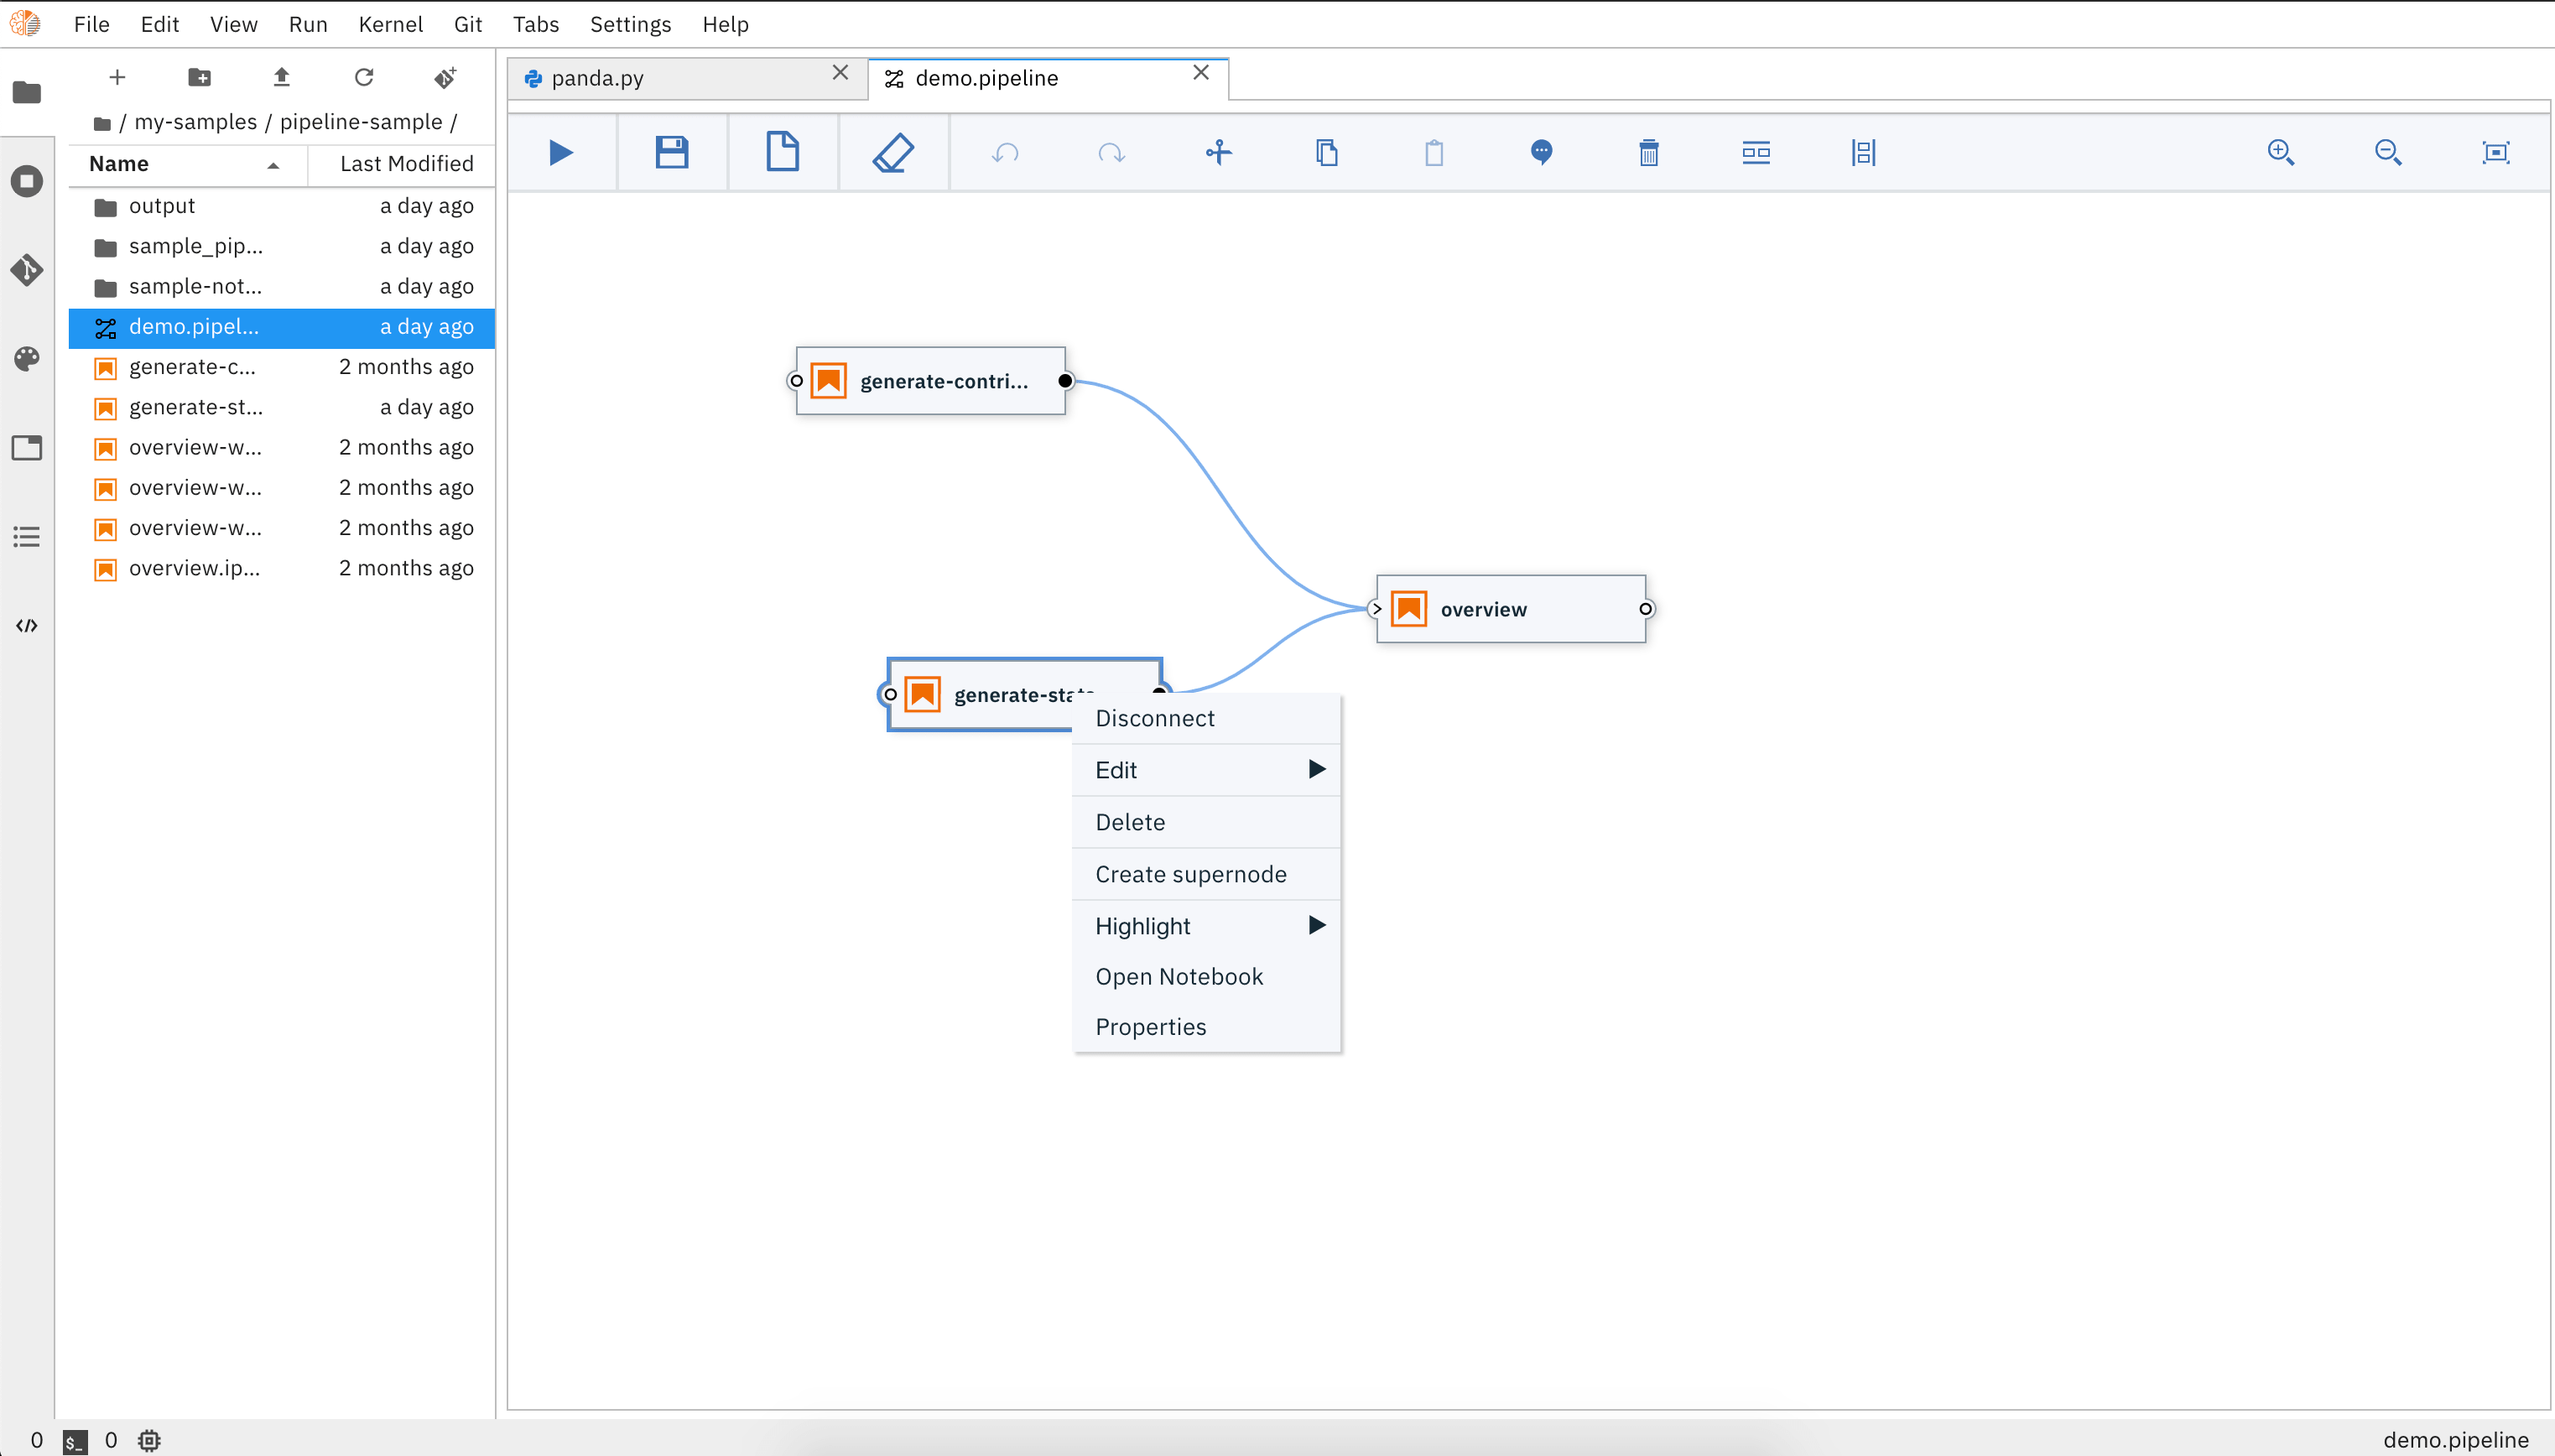 File Edit View Run Kernel Git Tabs Settings Help
panda.py
demo.pipeline
/ my-samples / pipeline-sample /
Name Last Modified
output a day ago
sample_pip... a day ago
sample-not... a day ago
demo.pipel... a day ago
generate-c... 2 months ago
generate-st... a day ago
overview-w... 2 months ago
overview-w... 2 months ago
overview-w... 2 months ago
overview.ip... 2 months ago
generate-contri...
overview
generate-stats
Disconnect
Edit
Delete
Create supernode
Highlight
Open Notebook
Properties
0 $_ 0
demo.pipeline